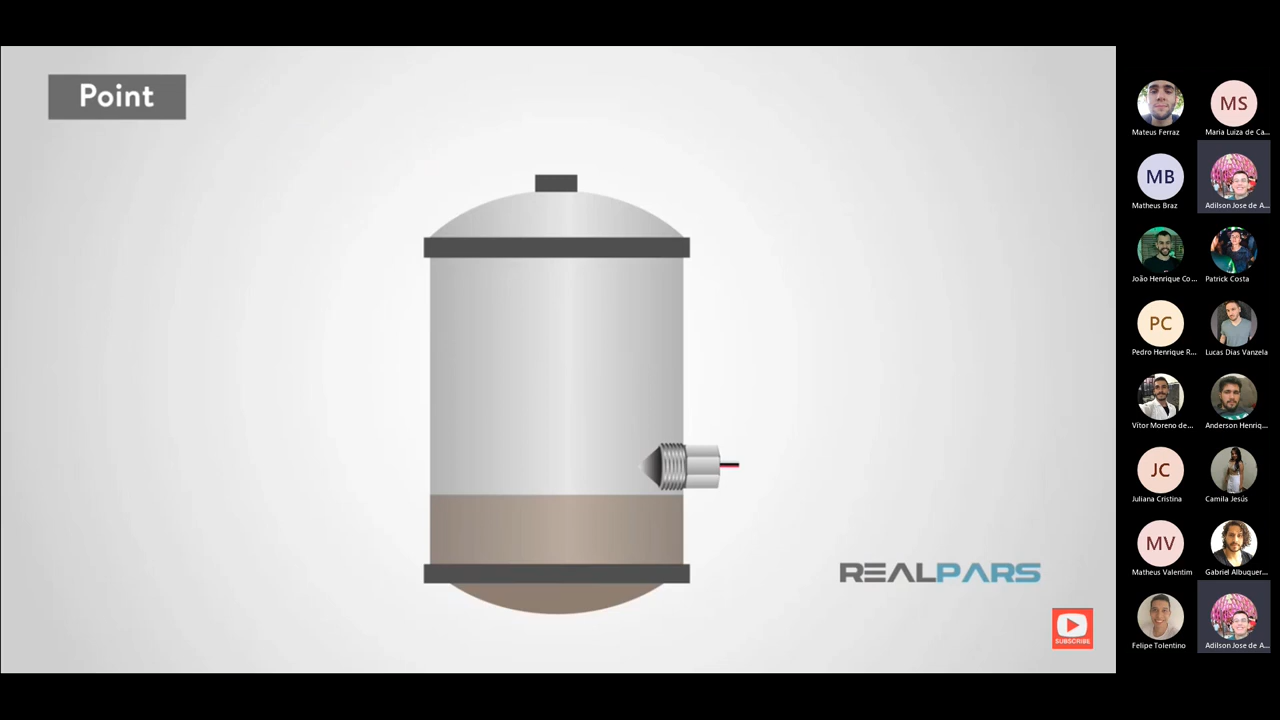 Point
REALPARS
SUBSCRIBE
Mateus Ferraz
MS
Maria Luiza de Ca...
MB
Matheus Braz
Adilson Jose de A...
João Henrique Co...
Patrick Costa
PC
Pedro Henrique R...
Lucas Dias Vanzela
Vítor Moreno de...
Anderson Henriq...
JC
Juliana Cristina
Camila Jesús
MV
Matheus Valentim
Gabriel Albuquer...
Felipe Tolentino
Adilson Jose de A...